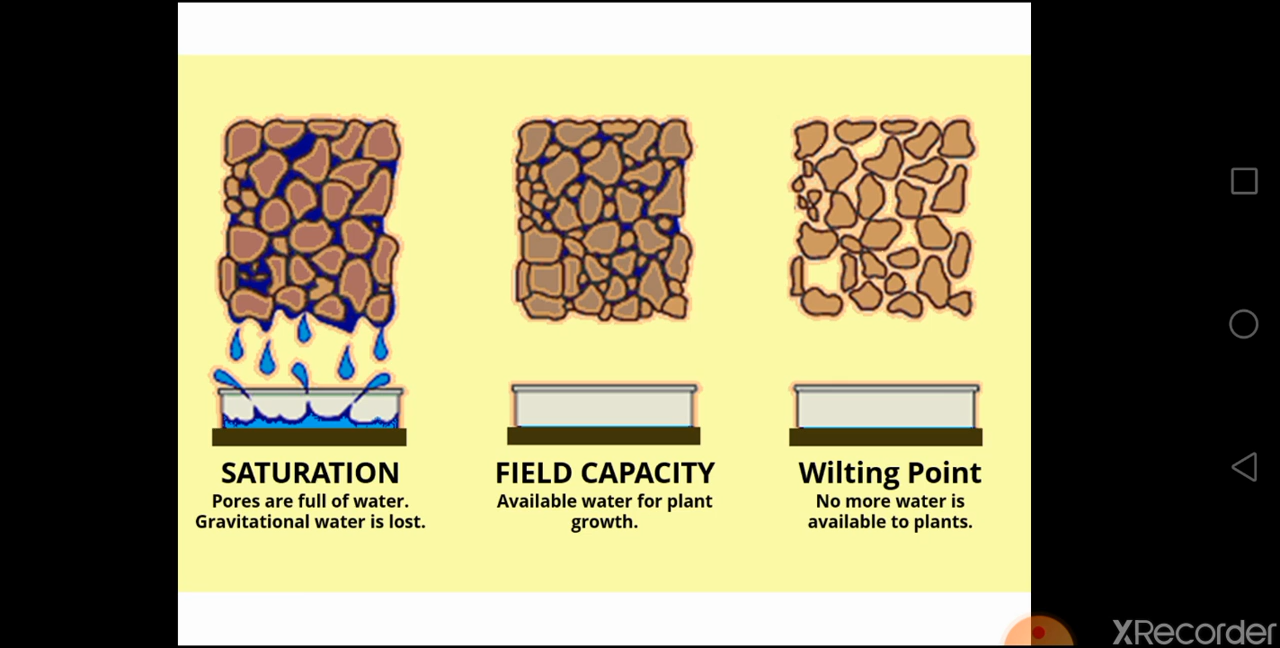 SATURATION
Pores are full of water.
Gravitational water is lost.
FIELD CAPACITY
Available water for plant
growth.
Wilting Point
No more water is
available to plants.
XRecorder